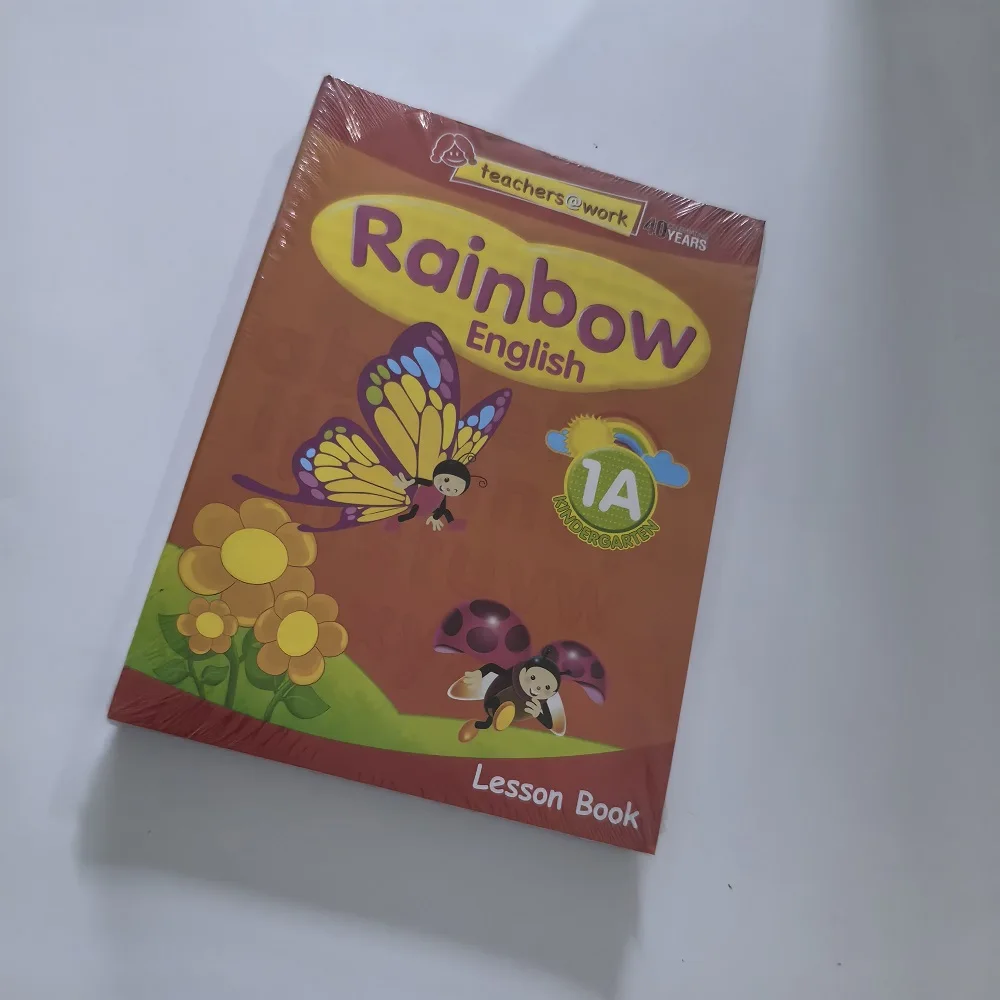 teachers@work
40
YEARS
Rainbow
English
1A
KINDERGARTEN
Lesson Book